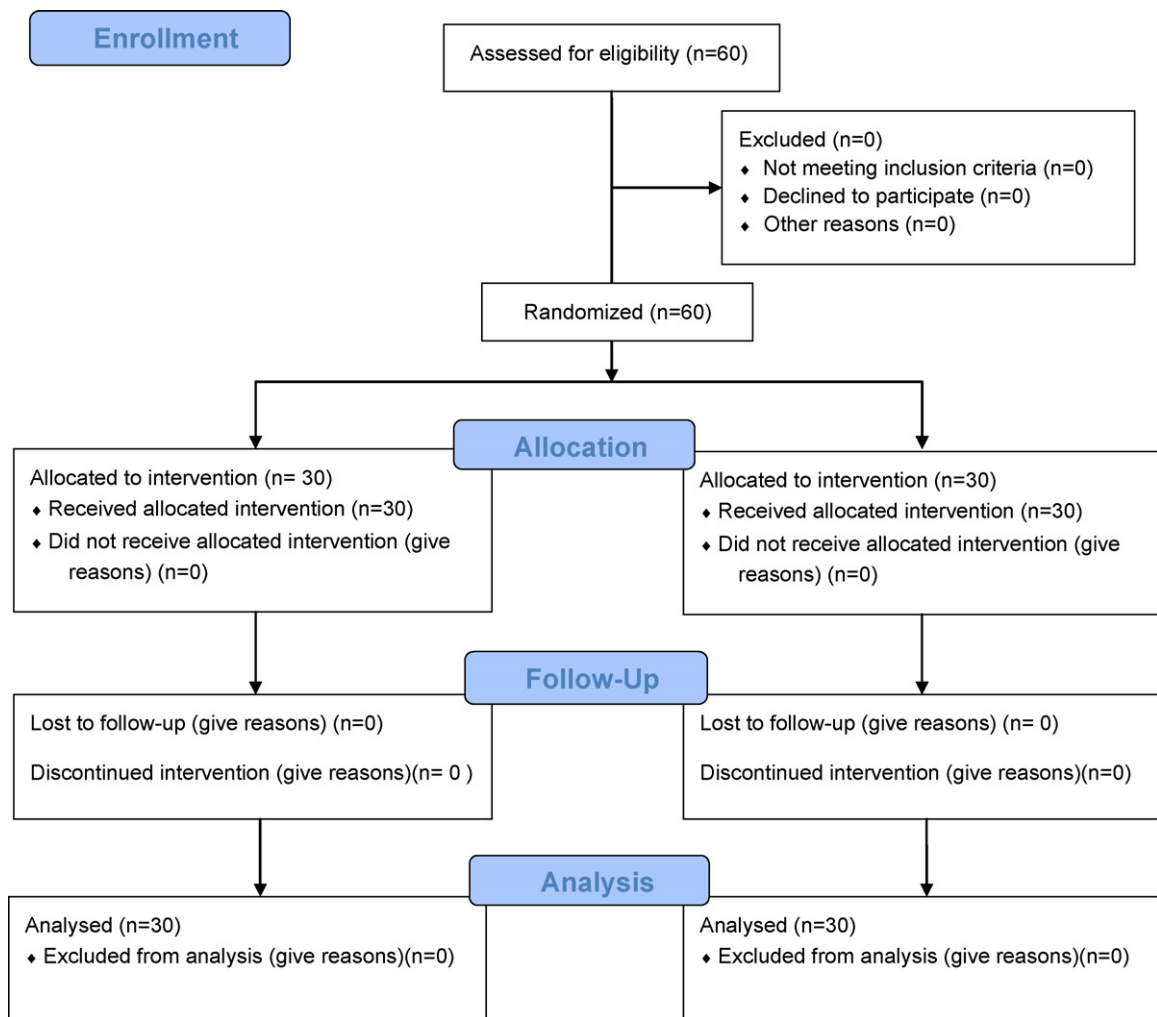 Enrollment
Assessed for eligibility (n=60)
Excluded (n=0)
♦ Not meeting inclusion criteria (n=0)
♦ Declined to participate (n=0)
♦ Other reasons (n=0)
Randomized (n=60)
Allocation
Allocated to intervention (n= 30)
♦ Received allocated intervention (n=30)
♦ Did not receive allocated intervention (give
reasons) (n=0)
Allocated to intervention (n=30)
♦ Received allocated intervention (n=30)
♦ Did not receive allocated intervention (give
reasons) (n=0)
Follow-Up
Lost to follow-up (give reasons) (n=0)
Discontinued intervention (give reasons)(n= 0 )
Lost to follow-up (give reasons) (n= 0)
Discontinued intervention (give reasons)(n=0)
Analysis
Analysed (n=30)
♦ Excluded from analysis (give reasons)(n=0)
Analysed (n=30)
♦ Excluded from analysis (give reasons)(n=0)